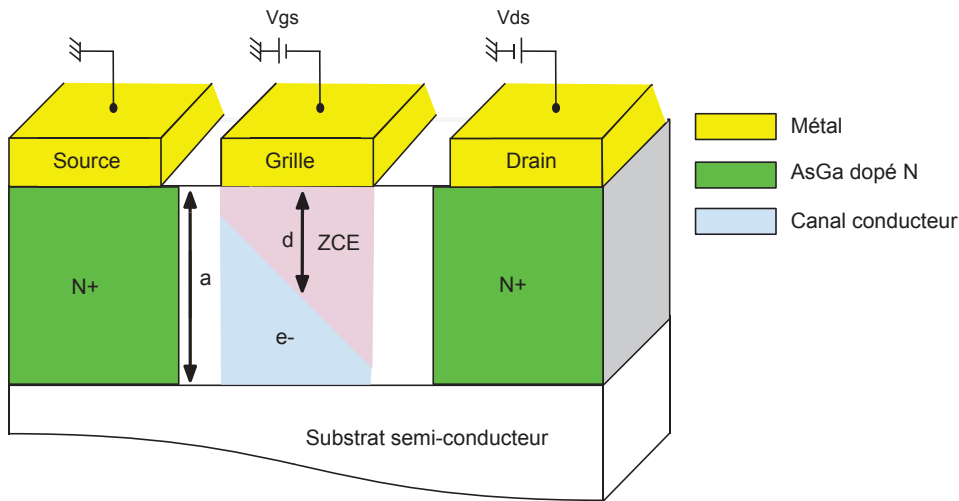 Vgs
Vds
Source
Grille
Drain
Métal
AsGa dopé N
Canal conducteur
N+
a
d
ZCE
e-
N+
Substrat semi-conducteur